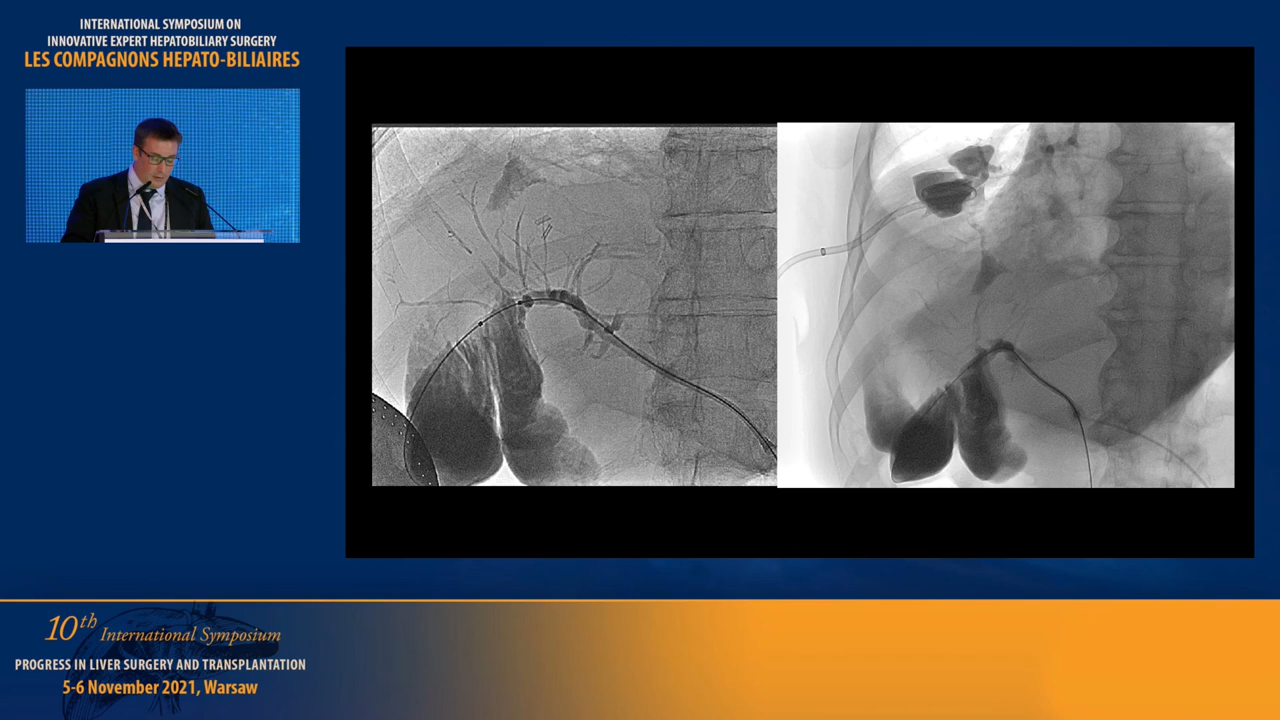 INTERNATIONAL SYMPOSIUM ON
INNOVATIVE EXPERT HEPATOBILIARY SURGERY
LES COMPAGNONS HEPATO-BILIAIRES
10th International Symposium
PROGRESS IN LIVER SURGERY AND TRANSPLANTATION
5-6 November 2021, Warsaw